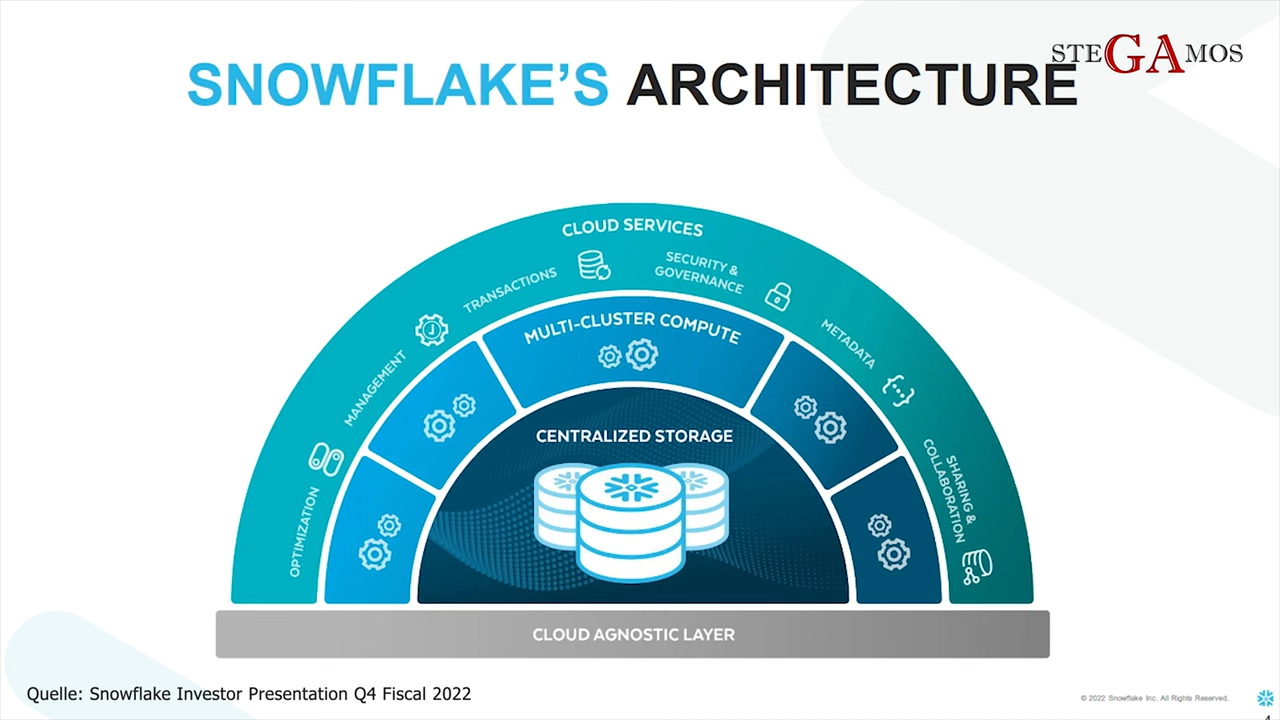 STEGAMOS
SNOWFLAKE'S ARCHITECTURE
CLOUD SERVICES
OPTIMIZATION
MANAGEMENT
TRANSACTIONS
SECURITY &
GOVERNANCE
METADATA
SHARING &
COLLABORATION
MULTI-CLUSTER COMPUTE
CENTRALIZED STORAGE
CLOUD AGNOSTIC LAYER
Quelle: Snowflake Investor Presentation Q4 Fiscal 2022
© 2022 Snowflake Inc. All Rights Reserved.